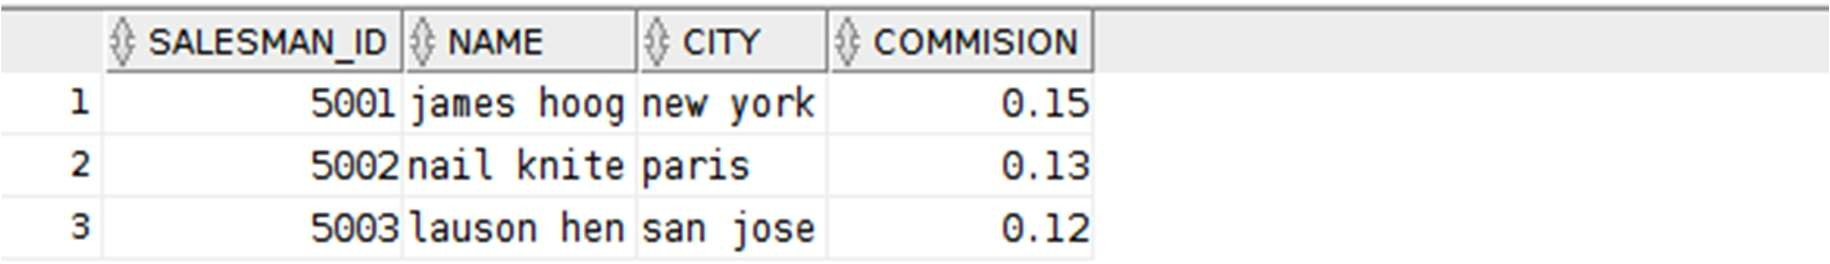 SALESMAN_ID NAME CITY COMMISION
1 5001 james hoog new york 0.15
2 5002 nail knite paris 0.13
3 5003 lauson hen san jose 0.12